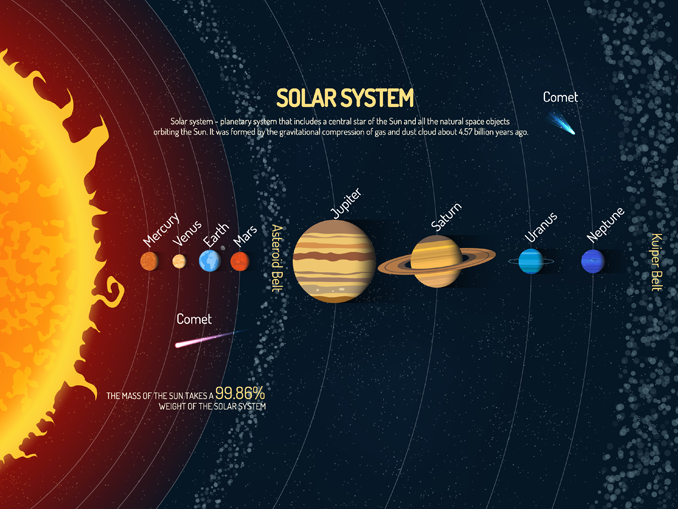 SOLAR SYSTEM
Solar system - planetary system that includes a central star of the Sun and all the natural space objects
orbiting the Sun. It was formed by the gravitational compression of gas and dust cloud about 4.57 billion years ago.
Comet
Mercury
Venus
Earth
Mars
Asteroid Belt
Jupiter
Saturn
Uranus
Neptune
Kuiper Belt
Comet
THE MASS OF THE SUN TAKES A 99.86%
WEIGHT OF THE SOLAR SYSTEM